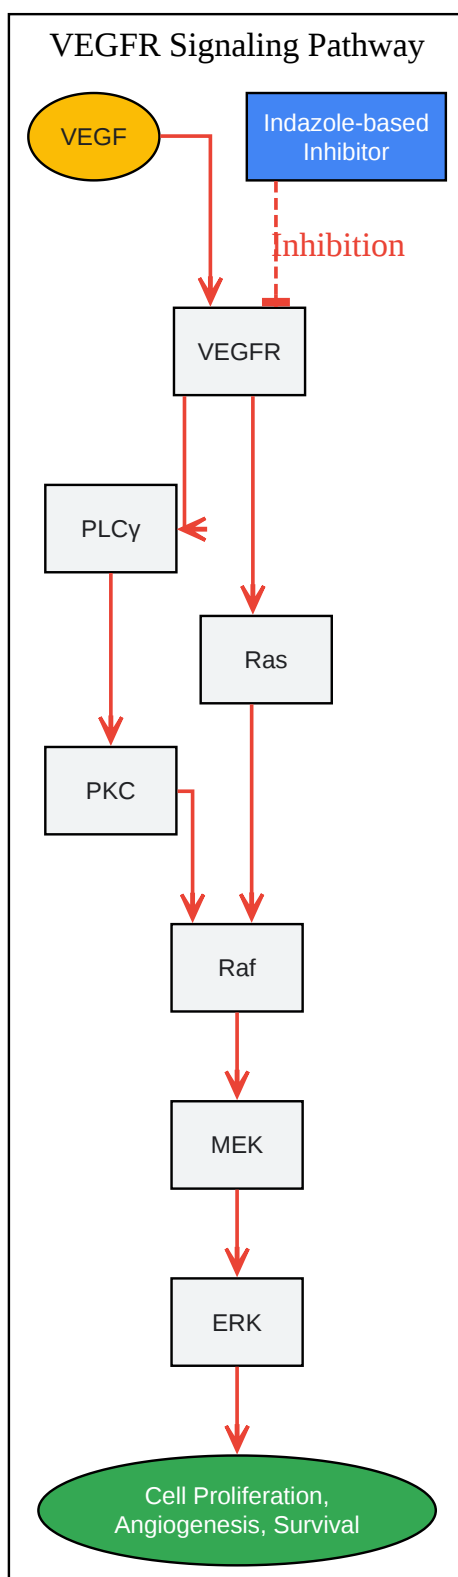 VEGFR Signaling Pathway
VEGF
Indazole-based
Inhibitor
Inhibition
VEGFR
PLCγ
Ras
PKC
Raf
MEK
ERK
Cell Proliferation,
Angiogenesis, Survival